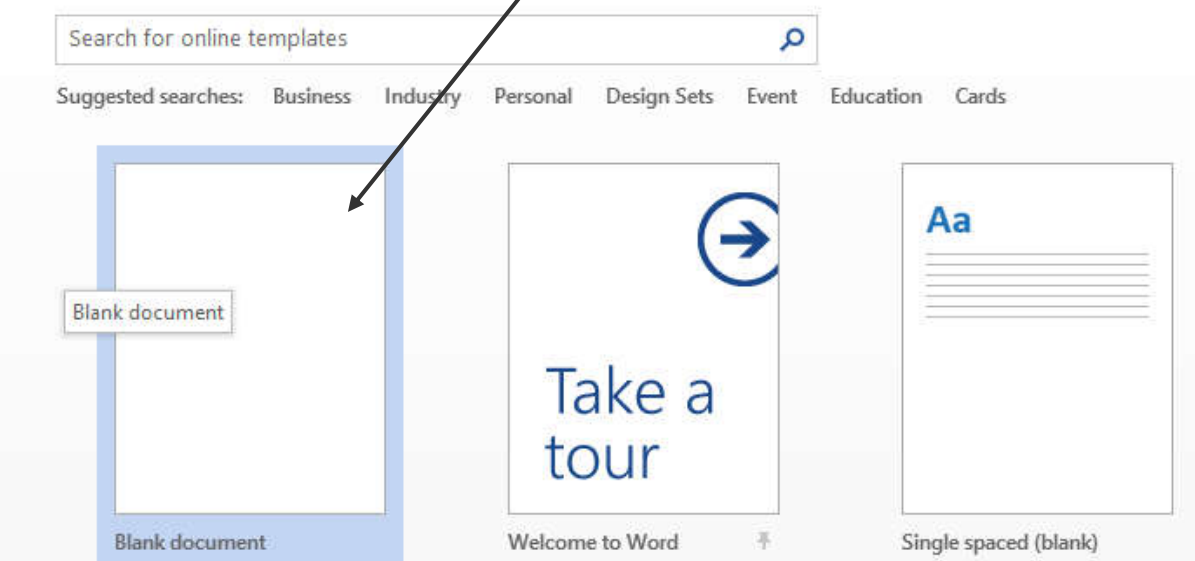 Search for online templates
Suggested searches: Business Industry Personal Design Sets Event Education Cards
Aa
Blank document
Take a
tour
Blank document Welcome to Word Single spaced (blank)